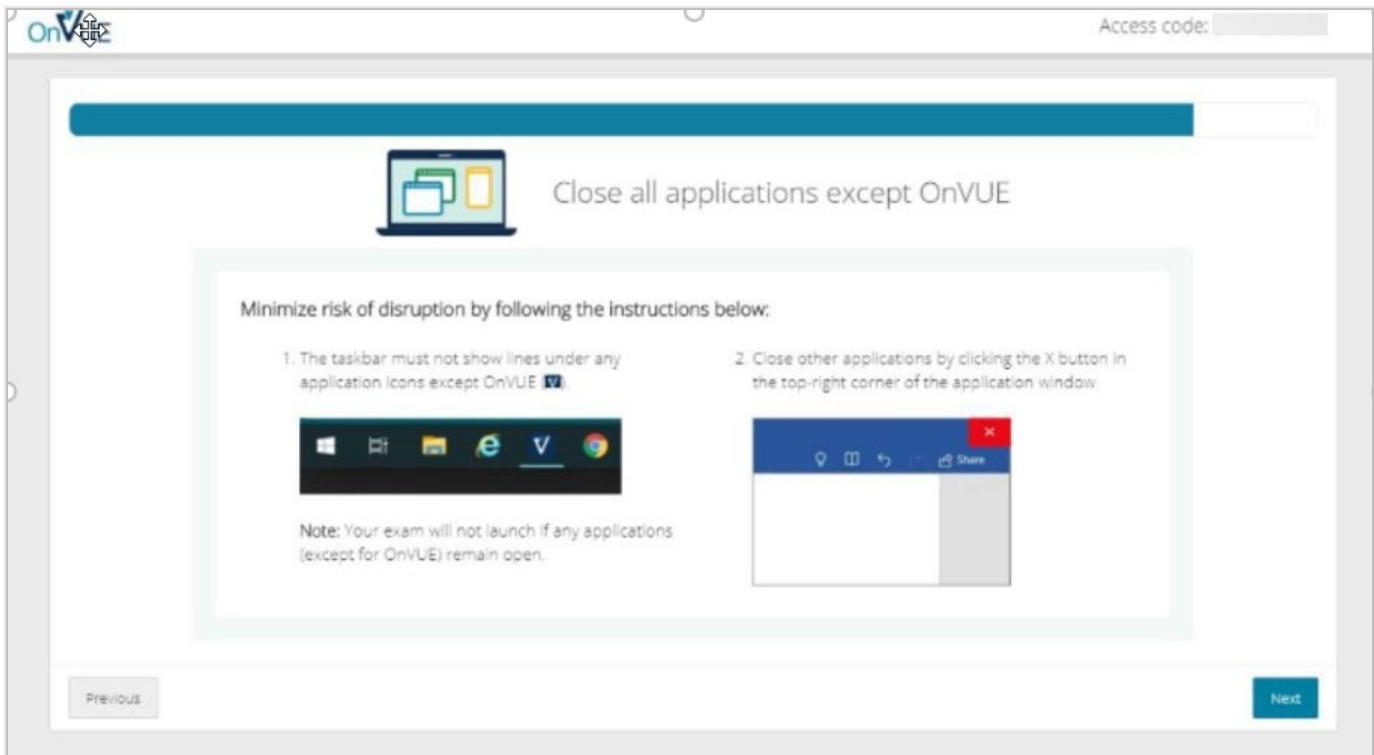 OnVUE
Access code:
Close all applications except OnVUE
Minimize risk of disruption by following the instructions below:
1. The taskbar must not show lines under any
application icons except OnVUE (V).
2. Close other applications by clicking the X button in
the top-right corner of the application window.
Share
Note: Your exam will not launch if any applications
(except for OnVUE) remain open.
Previous
Next